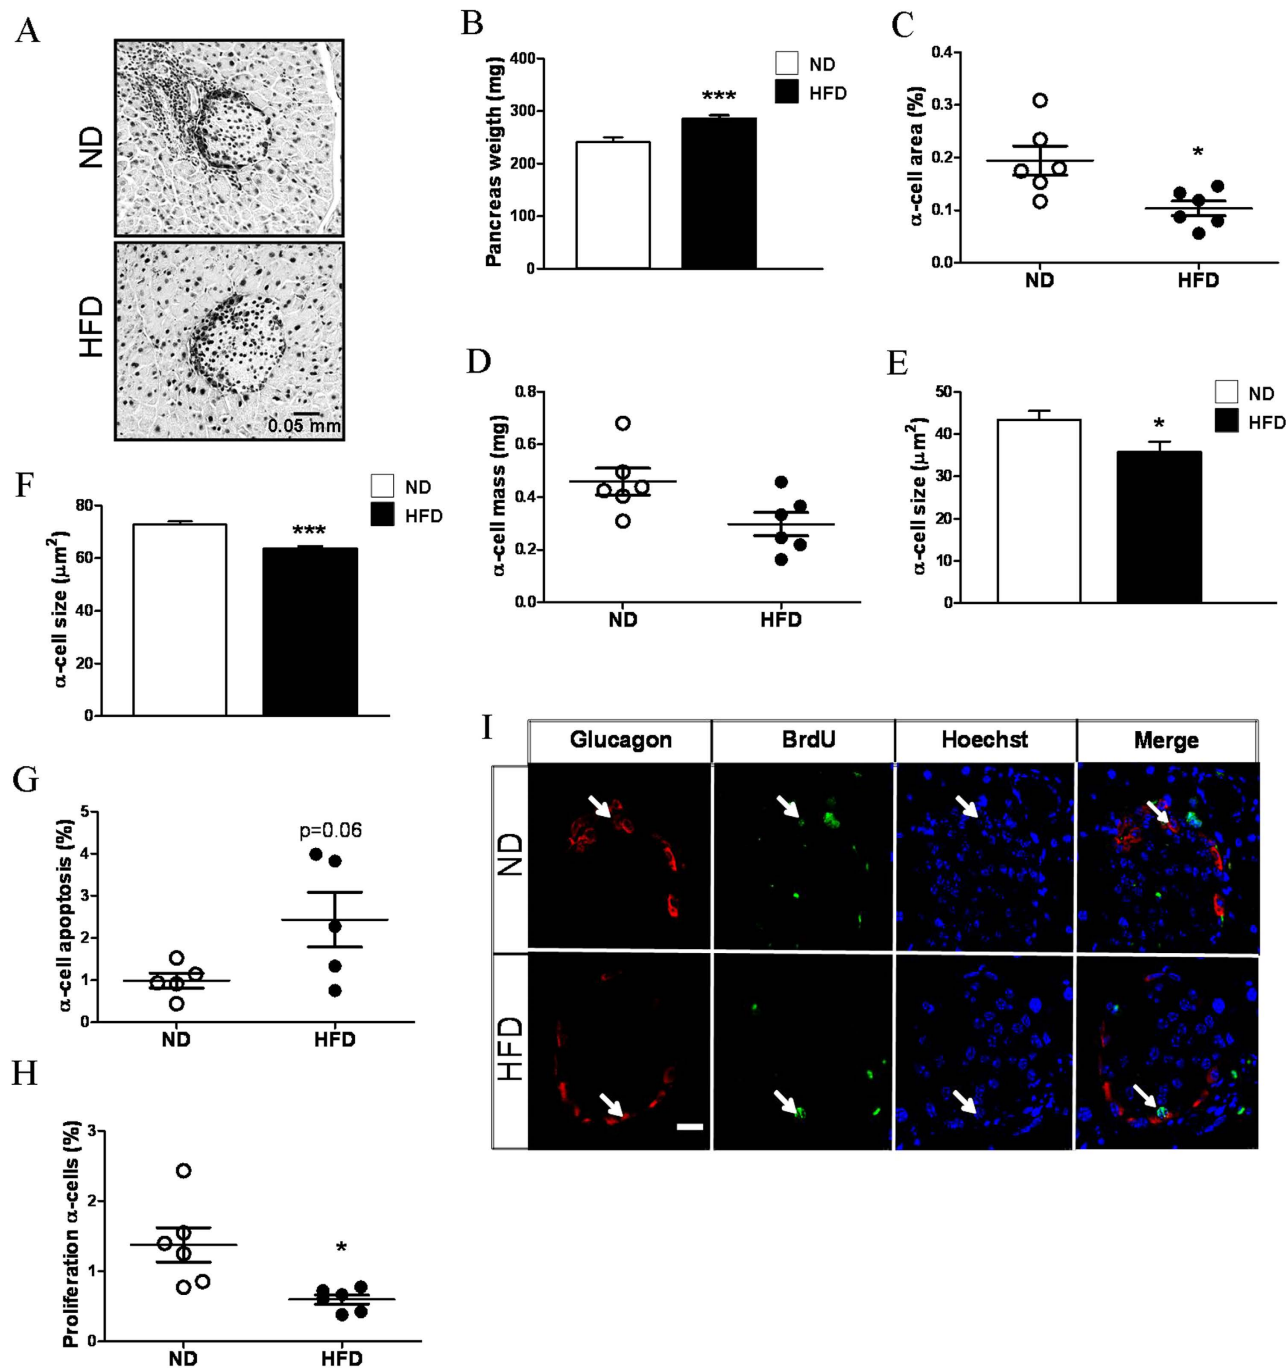 A
ND
HFD
0.05 mm
B
Pancreas weigth (mg)
400
300
200
100
0
***
ND
HFD
C
α-cell area (%)
0.4
0.3
0.2
0.1
0.0
*
ND
HFD
D
α-cell mass (mg)
0.8
0.6
0.4
0.2
0.0
ND
HFD
E
α-cell size (μm²)
50
40
30
20
10
0
*
ND
HFD
F
α-cell size (μm²)
80
60
40
20
0
***
ND
HFD
G
α-cell apoptosis (%)
5
4
3
2
1
0
p=0.06
ND
HFD
H
Proliferation α-cells (%)
3
2
1
0
*
ND
HFD
I
Glucagon BrdU Hoechst Merge
ND
HFD